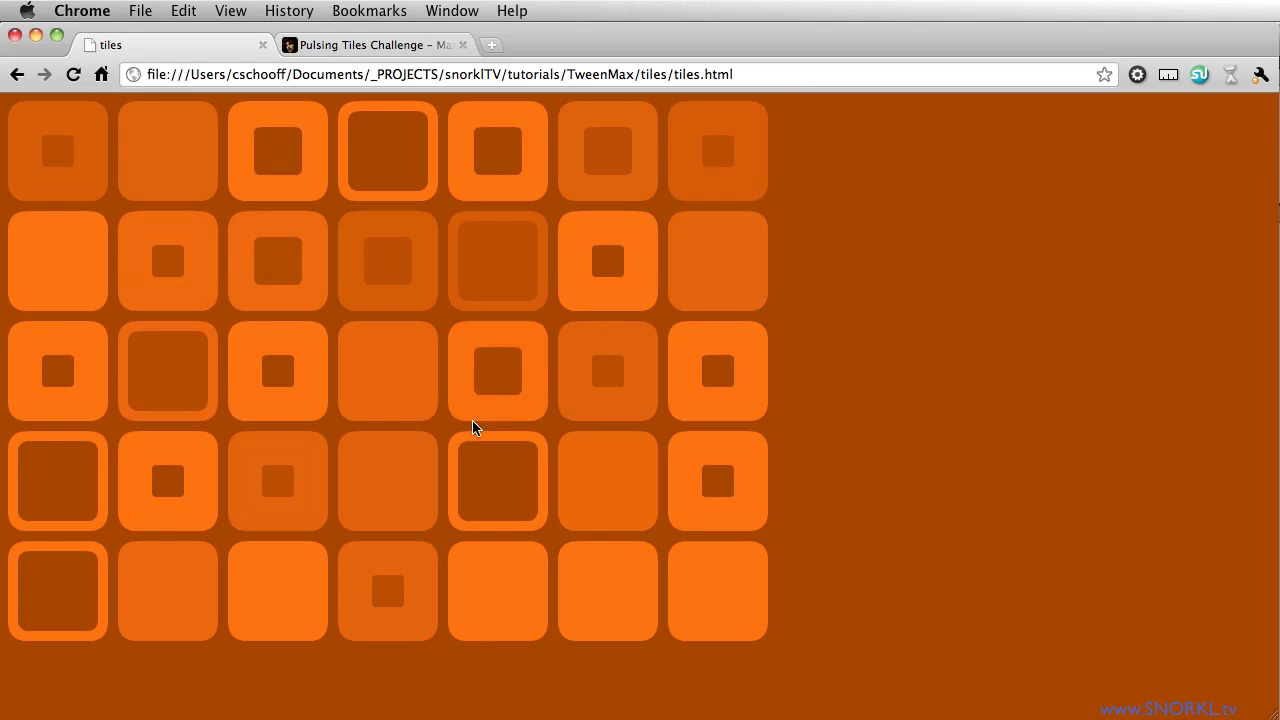 Chrome File Edit View History Bookmarks Window Help
tiles
Pulsing Tiles Challenge – Ma
file:///Users/cschooff/Documents/_PROJECTS/snorklTV/tutorials/TweenMax/tiles/tiles.html
www.SNORKL.tv